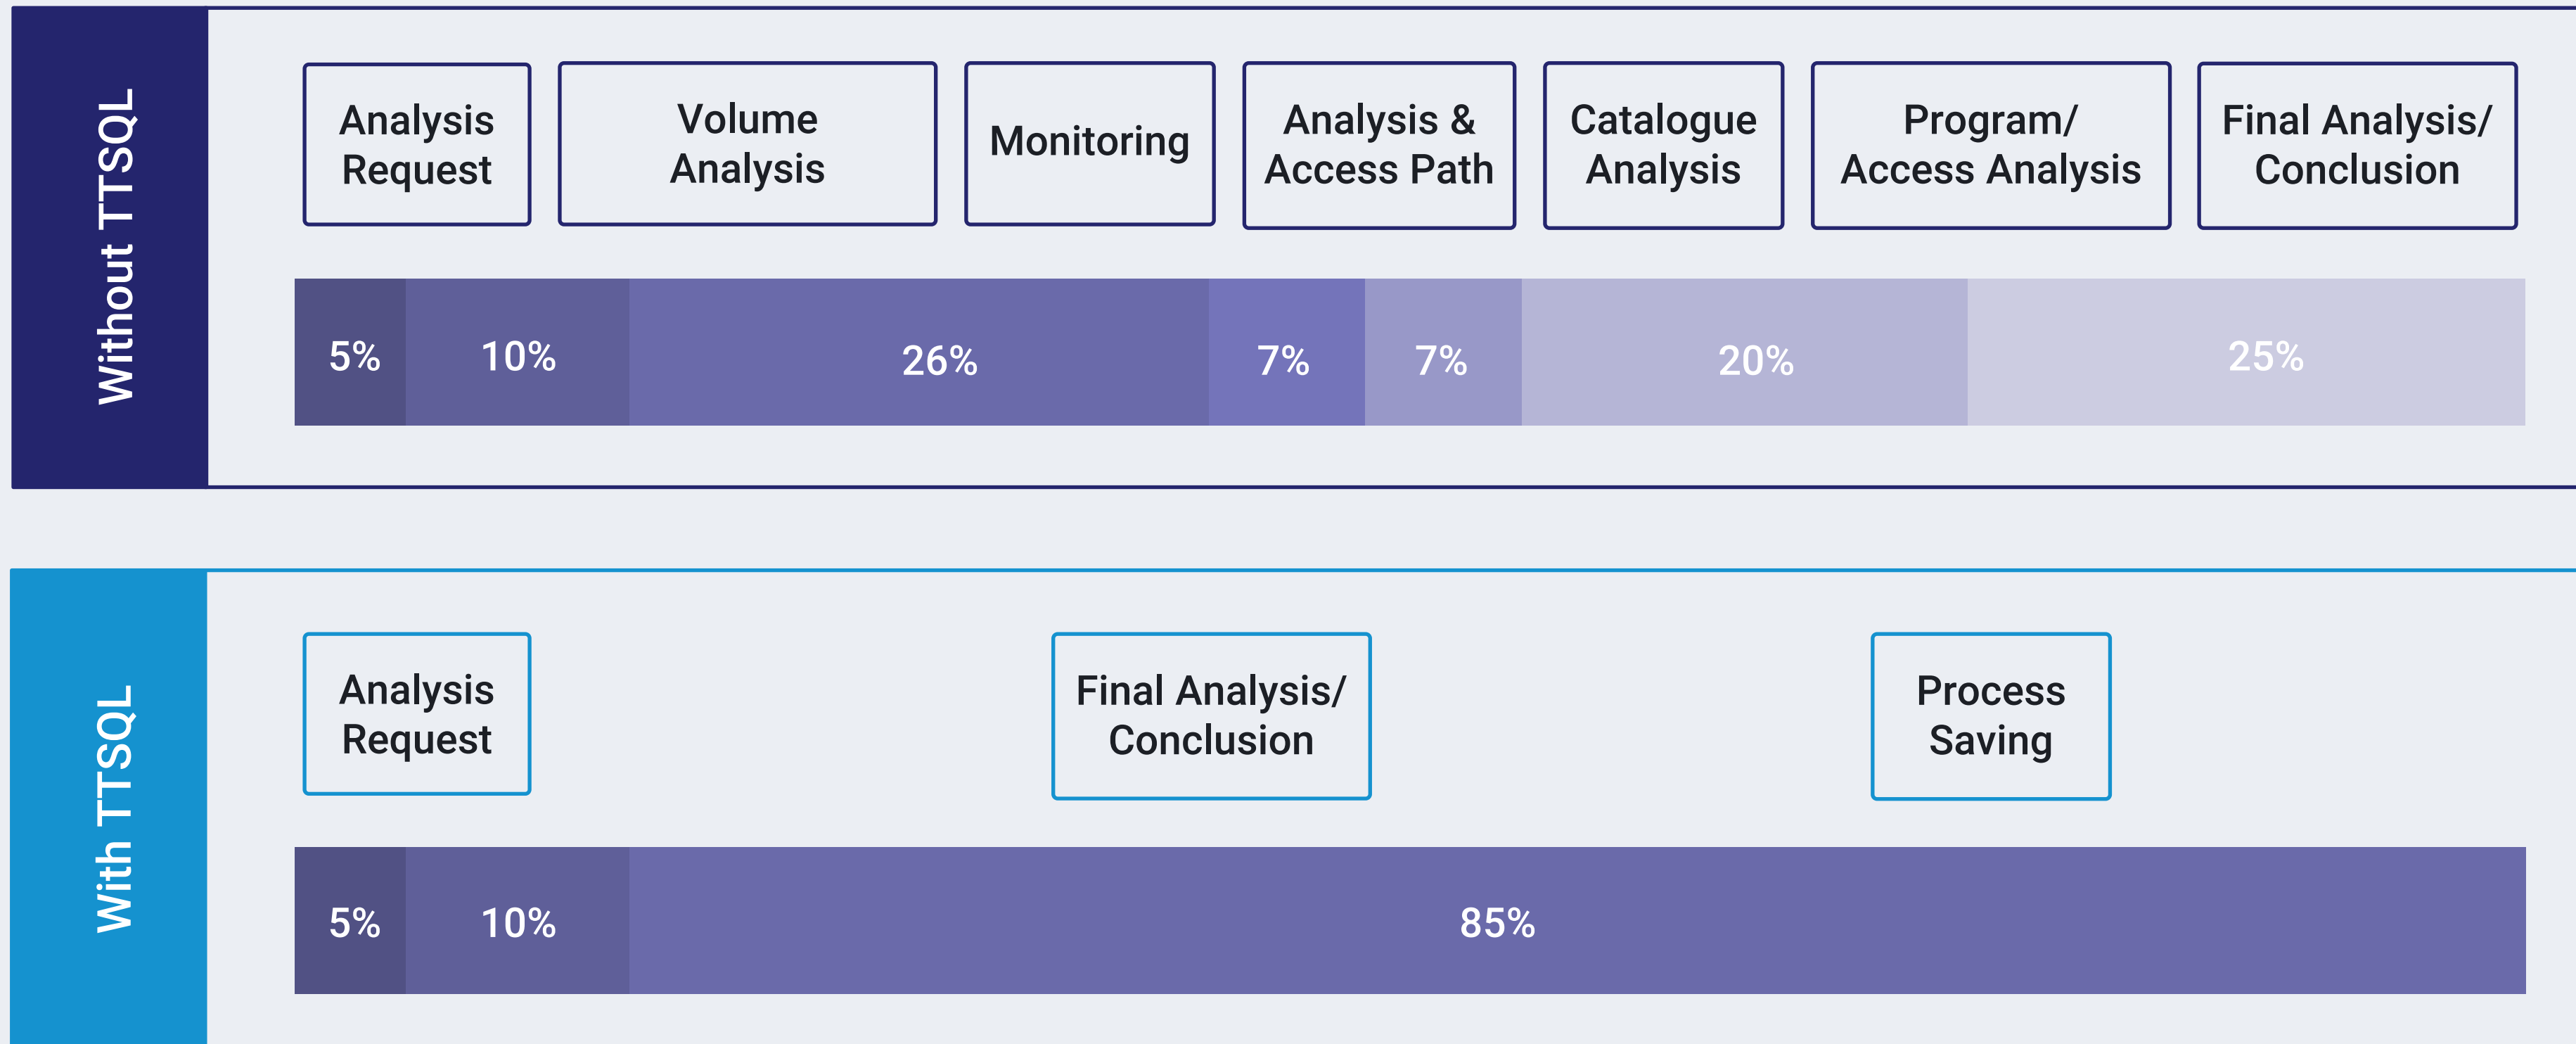 Without TTSQL
Analysis
Request
Volume
Analysis
Monitoring
Analysis &
Access Path
Catalogue
Analysis
Program/
Access Analysis
Final Analysis/
Conclusion
5%
10%
26%
7%
7%
20%
25%
With TTSQL
Analysis
Request
Final Analysis/
Conclusion
Process
Saving
5%
10%
85%